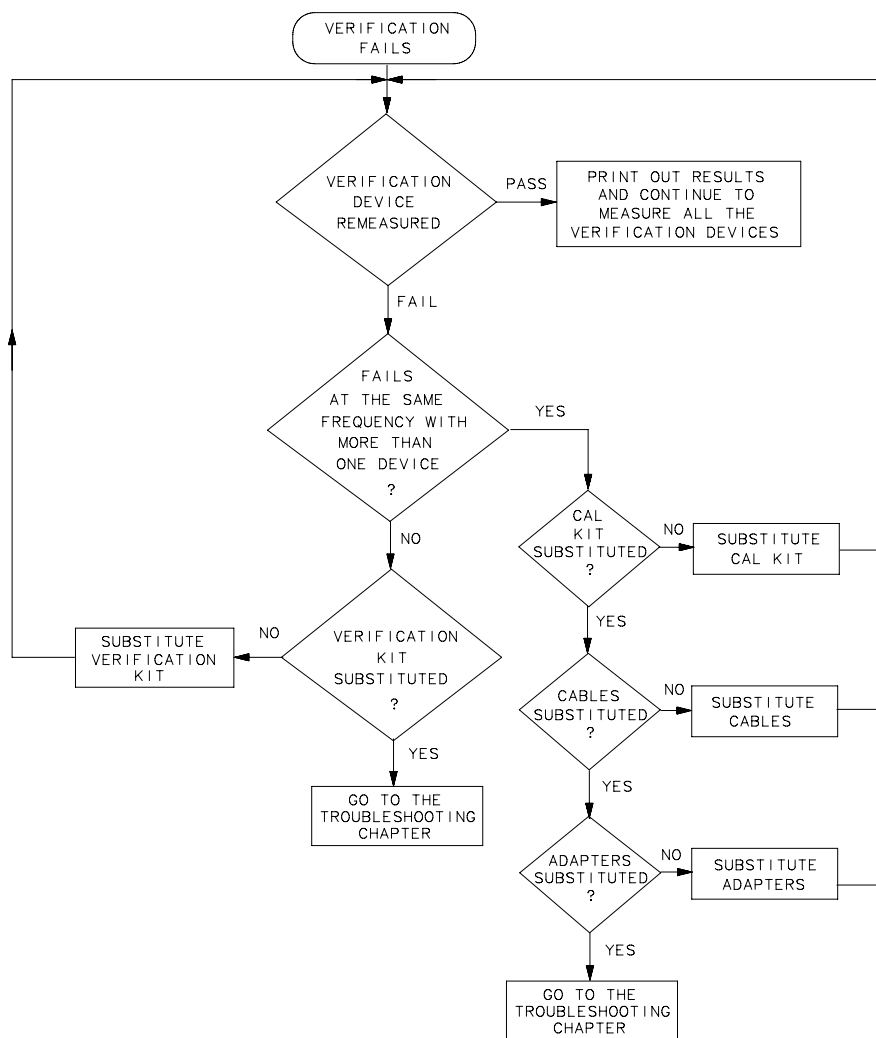 VERIFICATION
FAILS
VERIFICATION
DEVICE
REMEASURED
PASS
PRINT OUT RESULTS
AND CONTINUE TO
MEASURE ALL THE
VERIFICATION DEVICES
FAIL
FAILS
AT THE SAME
FREQUENCY WITH
MORE THAN
ONE DEVICE
?
YES
NO
CAL
KIT
SUBSTITUTED
?
NO
SUBSTITUTE
CAL KIT
YES
VERIFICATION
KIT
SUBSTITUTED
?
NO
SUBSTITUTE
VERIFICATION
KIT
YES
GO TO THE
TROUBLESHOOTING
CHAPTER
CABLES
SUBSTITUTED
?
NO
SUBSTITUTE
CABLES
YES
ADAPTERS
SUBSTITUTED
?
NO
SUBSTITUTE
ADAPTERS
YES
GO TO THE
TROUBLESHOOTING
CHAPTER